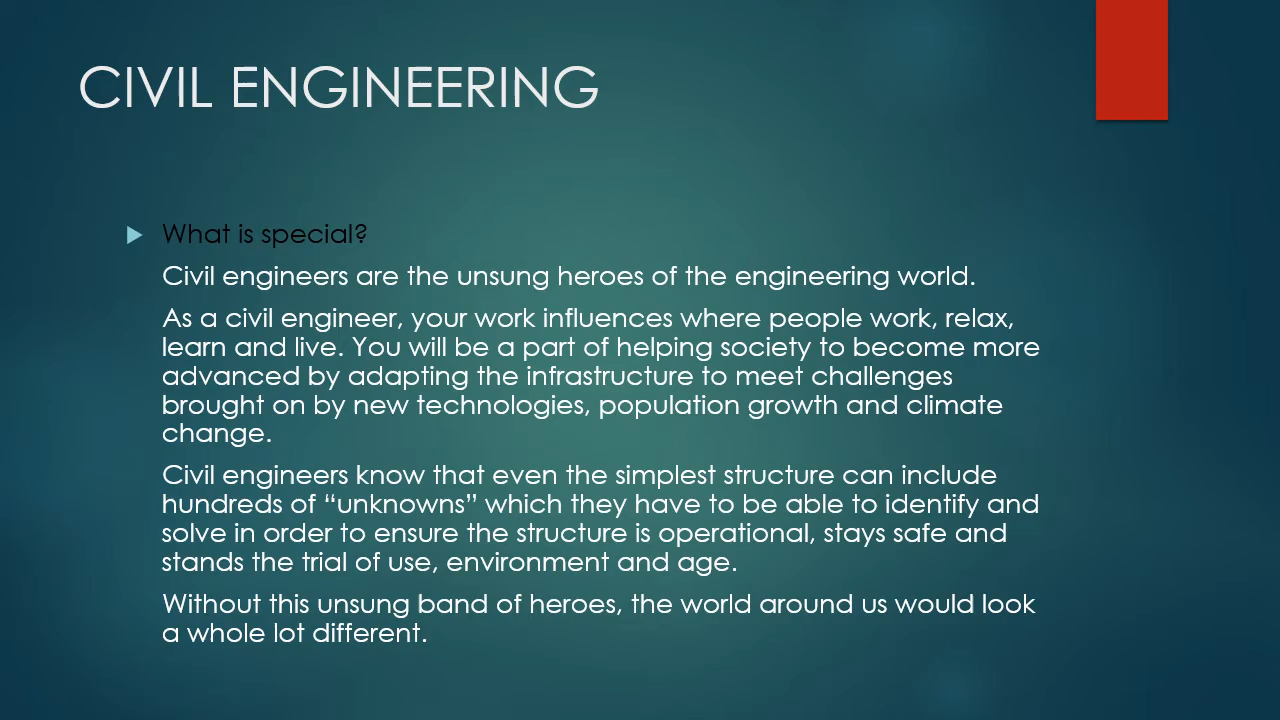 CIVIL ENGINEERING
What is special?
Civil engineers are the unsung heroes of the engineering world.
As a civil engineer, your work influences where people work, relax,
learn and live. You will be a part of helping society to become more
advanced by adapting the infrastructure to meet challenges
brought on by new technologies, population growth and climate
change.
Civil engineers know that even the simplest structure can include
hundreds of “unknowns” which they have to be able to identify and
solve in order to ensure the structure is operational, stays safe and
stands the trial of use, environment and age.
Without this unsung band of heroes, the world around us would look
a whole lot different.